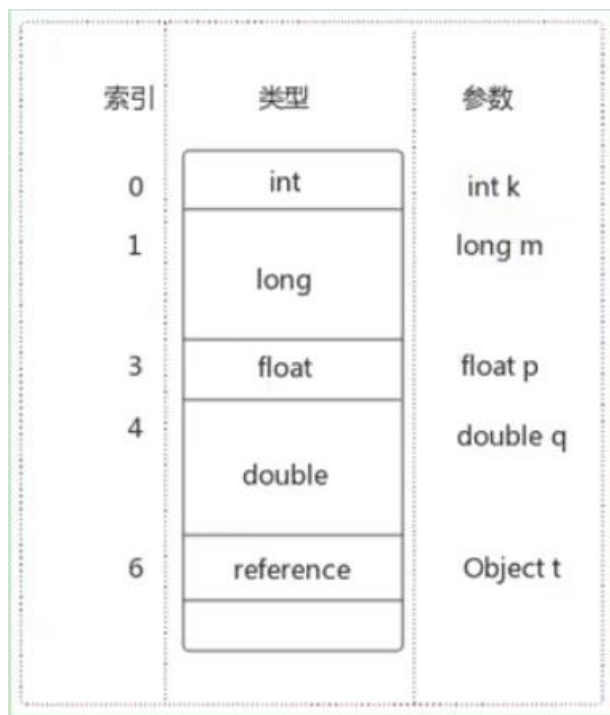 索引 类型 参数
0 int int k
1 long long m
3 float float p
4 double double q
6 reference Object t